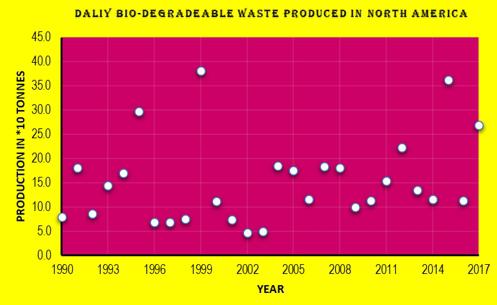 DALIY BIO-DEGRADEABLE WASTE PRODUCED IN NORTH AMERICA
45.0
40.0
35.0
30.0
25.0
20.0
15.0
10.0
5.0
0.0
PRODUCTION IN *10 TONNES
1990 1993 1996 1999 2002 2005 2008 2011 2014 2017
YEAR